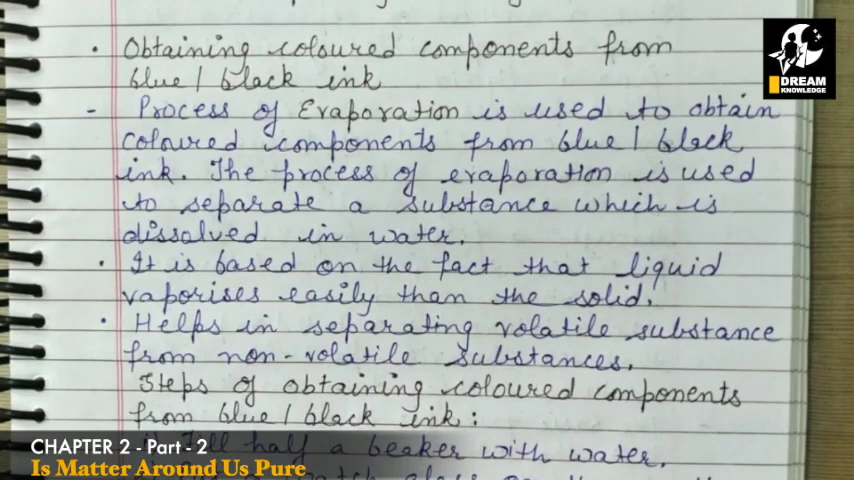 • Obtaining coloured components from
blue/black ink
- Process of Evaporation is used to obtain
coloured components from blue/black
ink. The process of evaporation is used
to separate a substance which is
dissolved in water.
• It is based on the fact that liquid
vaporises easily than the solid.
• Helps in separating volatile substance
from non-volatile substances.
Steps of obtaining coloured components
from blue/black ink:
Fill half a beaker with water.
DREAM
KNOWLEDGE
CHAPTER 2 - Part - 2
Is Matter Around Us Pure